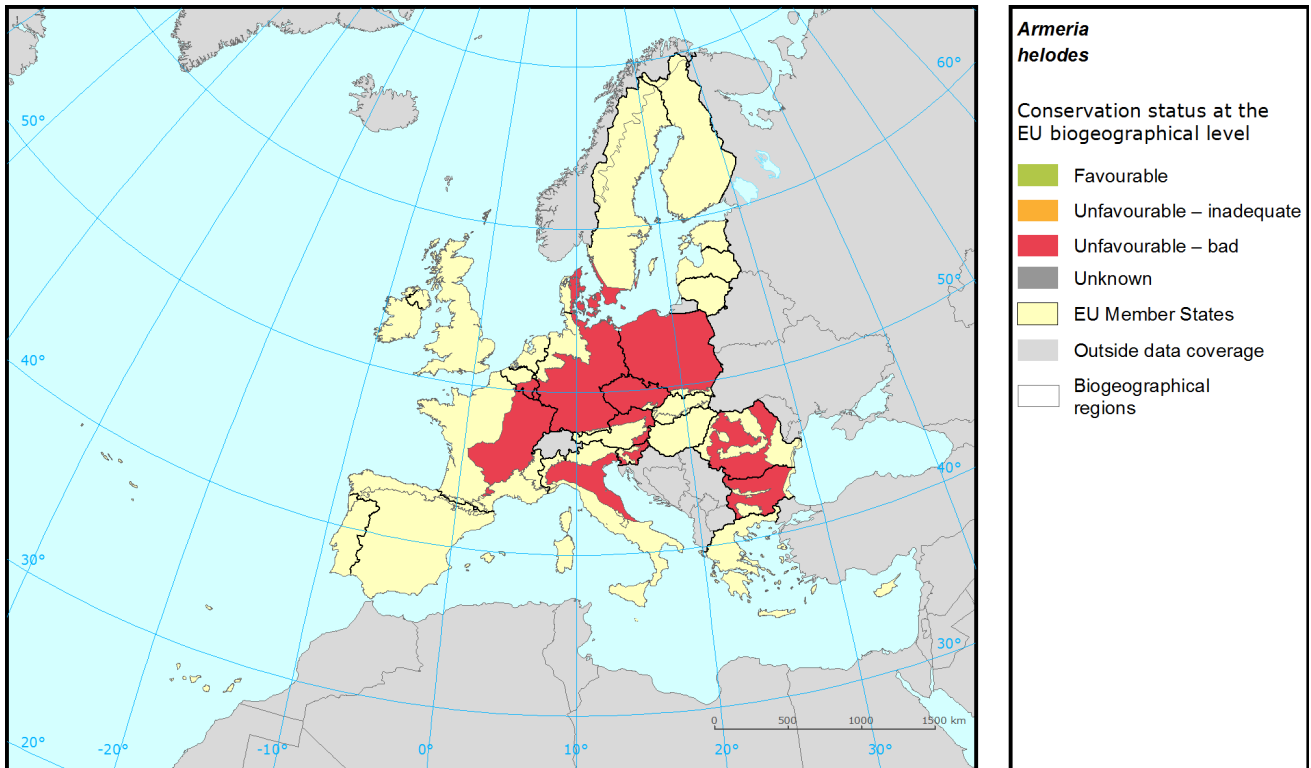 Armeria
helodes
Conservation status at the
EU biogeographical level
Favourable
Unfavourable – inadequate
Unfavourable – bad
Unknown
EU Member States
Outside data coverage
Biogeographical
regions
60°
50°
50°
40°
40°
30°
30°
20°
-20°
-10°
0°
10°
20°
30°
0
500
1000
1500 km